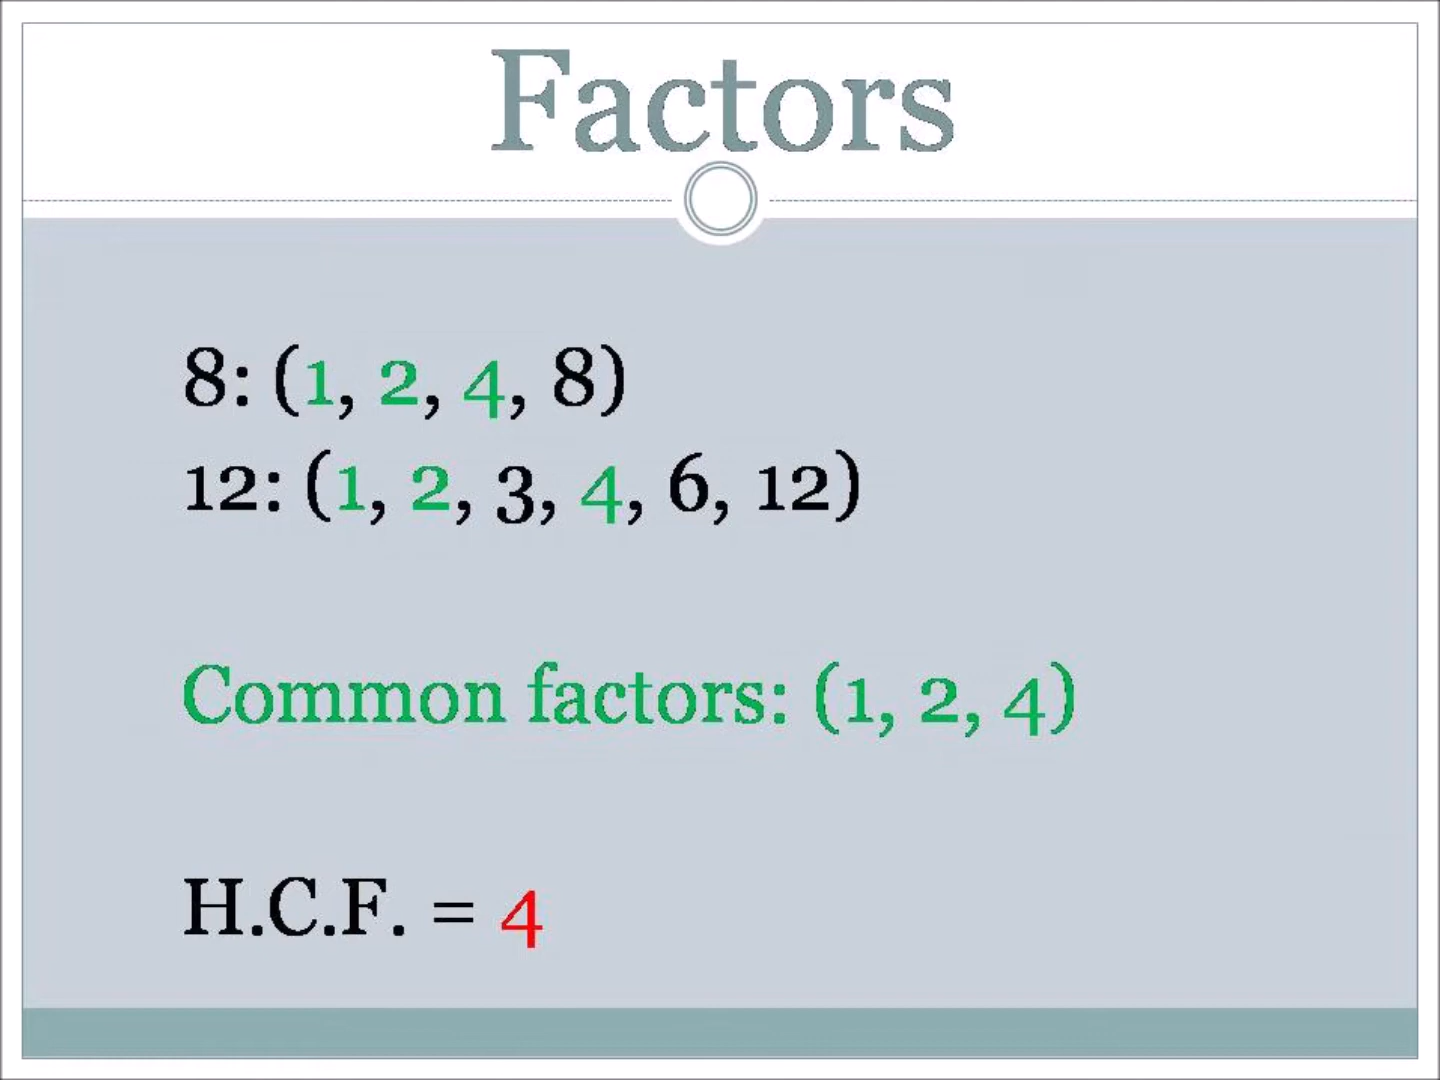 Factors
8: (1, 2, 4, 8)
12: (1, 2, 3, 4, 6, 12)
Common factors: (1, 2, 4)
H.C.F. = 4